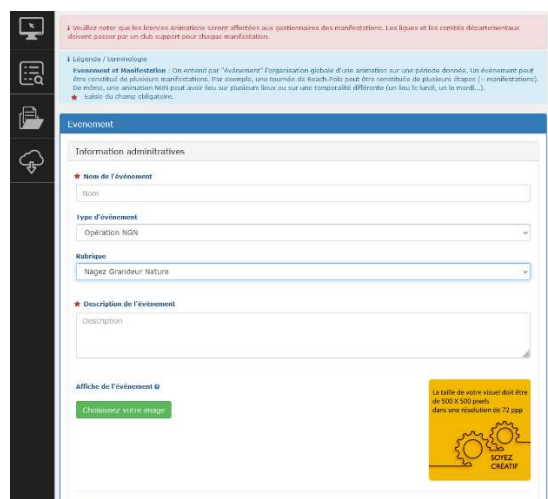 Veuillez noter que les licences Animations seront affectées aux gestionnaires des manifestations. Les ligues et les comités départementaux
doivent passer par un club support pour chaque manifestation.
Légende / terminologie
Evenement et Manifestation : On entend par "événement" l'organisation globale d'une animation sur une période donnée. Un événement peut
être constitué de plusieurs manifestations. Par exemple, une tournée de Beach-Polo peut être constituée de plusieurs étapes (= manifestations).
De même, une animation NGN peut avoir lieu sur plusieurs lieux ou sur une temporalité différente (un lieu le lundi, un le mardi...).
Saisie du champ obligatoire.
Evenement
Information adminitratives
Nom de l'évènement
Nom
Type d'événement
Opération NGN
Rubrique
Nagez Grandeur Nature
Description de l'évènement
Description
Affiche de l'évenement
Choisissez votre image
La taille de votre visuel doit être
de 500 X 500 pixels
dans une résolution de 72 ppp
SOYEZ
CRÉATIF